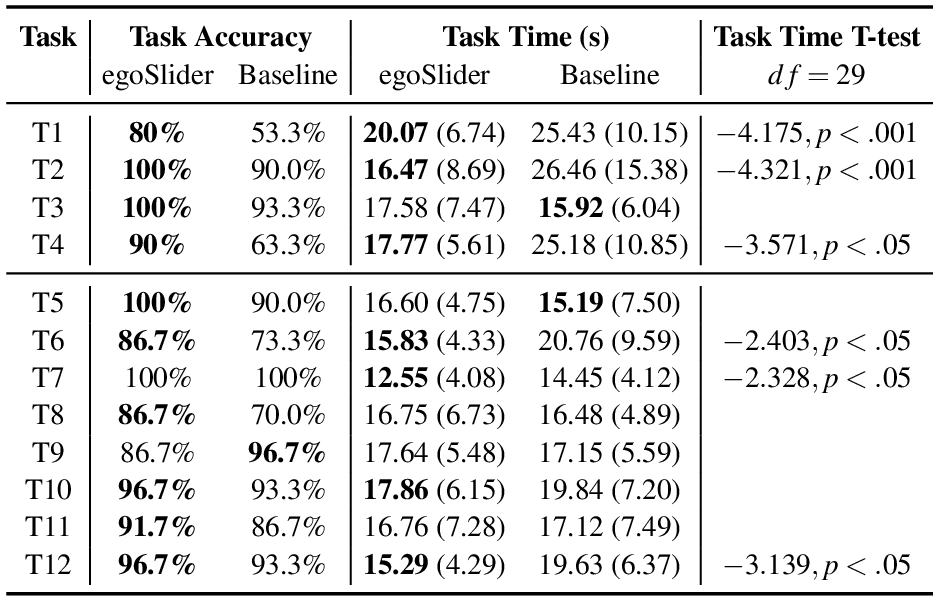 Task Task Accuracy Task Time (s) Task Time T-test
egoSlider Baseline egoSlider Baseline df = 29
T1 80% 53.3% 20.07 (6.74) 25.43 (10.15) −4.175, p < .001
T2 100% 90.0% 16.47 (8.69) 26.46 (15.38) −4.321, p < .001
T3 100% 93.3% 17.58 (7.47) 15.92 (6.04)
T4 90% 63.3% 17.77 (5.61) 25.18 (10.85) −3.571, p < .05
T5 100% 90.0% 16.60 (4.75) 15.19 (7.50)
T6 86.7% 73.3% 15.83 (4.33) 20.76 (9.59) −2.403, p < .05
T7 100% 100% 12.55 (4.08) 14.45 (4.12) −2.328, p < .05
T8 86.7% 70.0% 16.75 (6.73) 16.48 (4.89)
T9 86.7% 96.7% 17.64 (5.48) 17.15 (5.59)
T10 96.7% 93.3% 17.86 (6.15) 19.84 (7.20)
T11 91.7% 86.7% 16.76 (7.28) 17.12 (7.49)
T12 96.7% 93.3% 15.29 (4.29) 19.63 (6.37) −3.139, p < .05